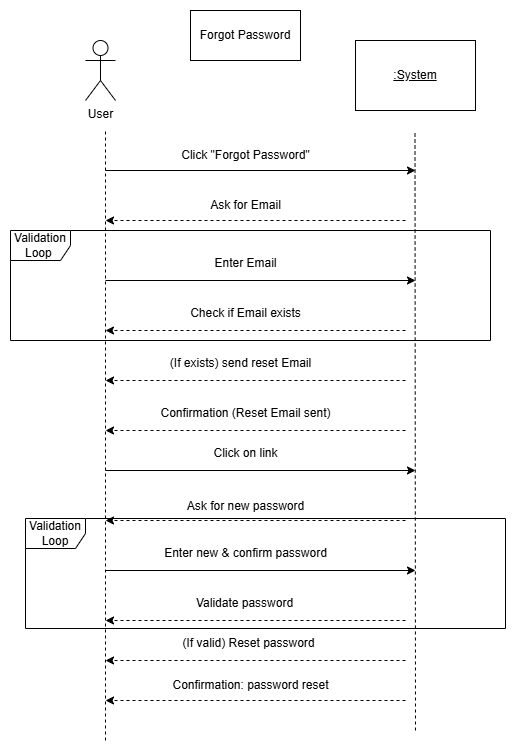 Forgot Password
:System
User
Click "Forgot Password"
Ask for Email
Validation
Loop
Enter Email
Check if Email exists
(If exists) send reset Email
Confirmation (Reset Email sent)
Click on link
Ask for new password
Validation
Loop
Enter new & confirm password
Validate password
(If valid) Reset password
Confirmation: password reset